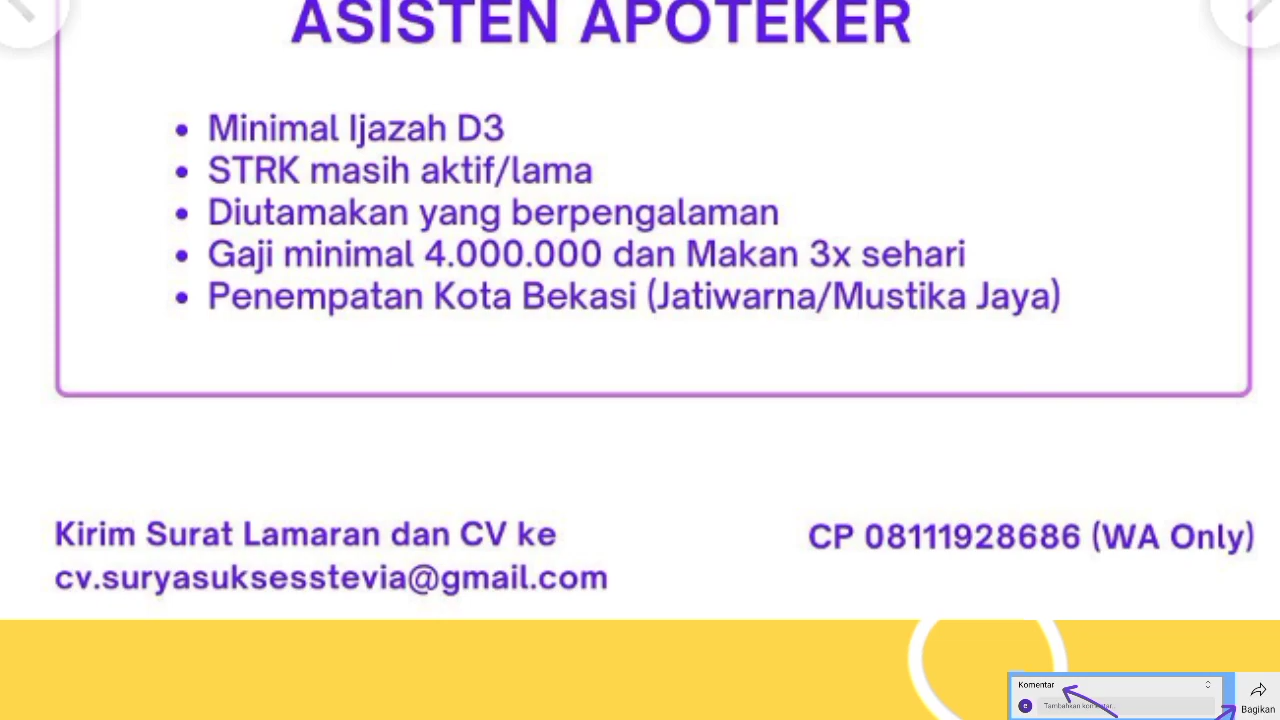 ASISTEN APOTEKER
• Minimal Ijazah D3
• STRK masih aktif/lama
• Diutamakan yang berpengalaman
• Gaji minimal 4.000.000 dan Makan 3x sehari
• Penempatan Kota Bekasi (Jatiwarna/Mustika Jaya)
Kirim Surat Lamaran dan CV ke
cv.suryasuksesstevia@gmail.com
CP 08111928686 (WA Only)
Komentar
Tambahkan komentar...
Bagikan